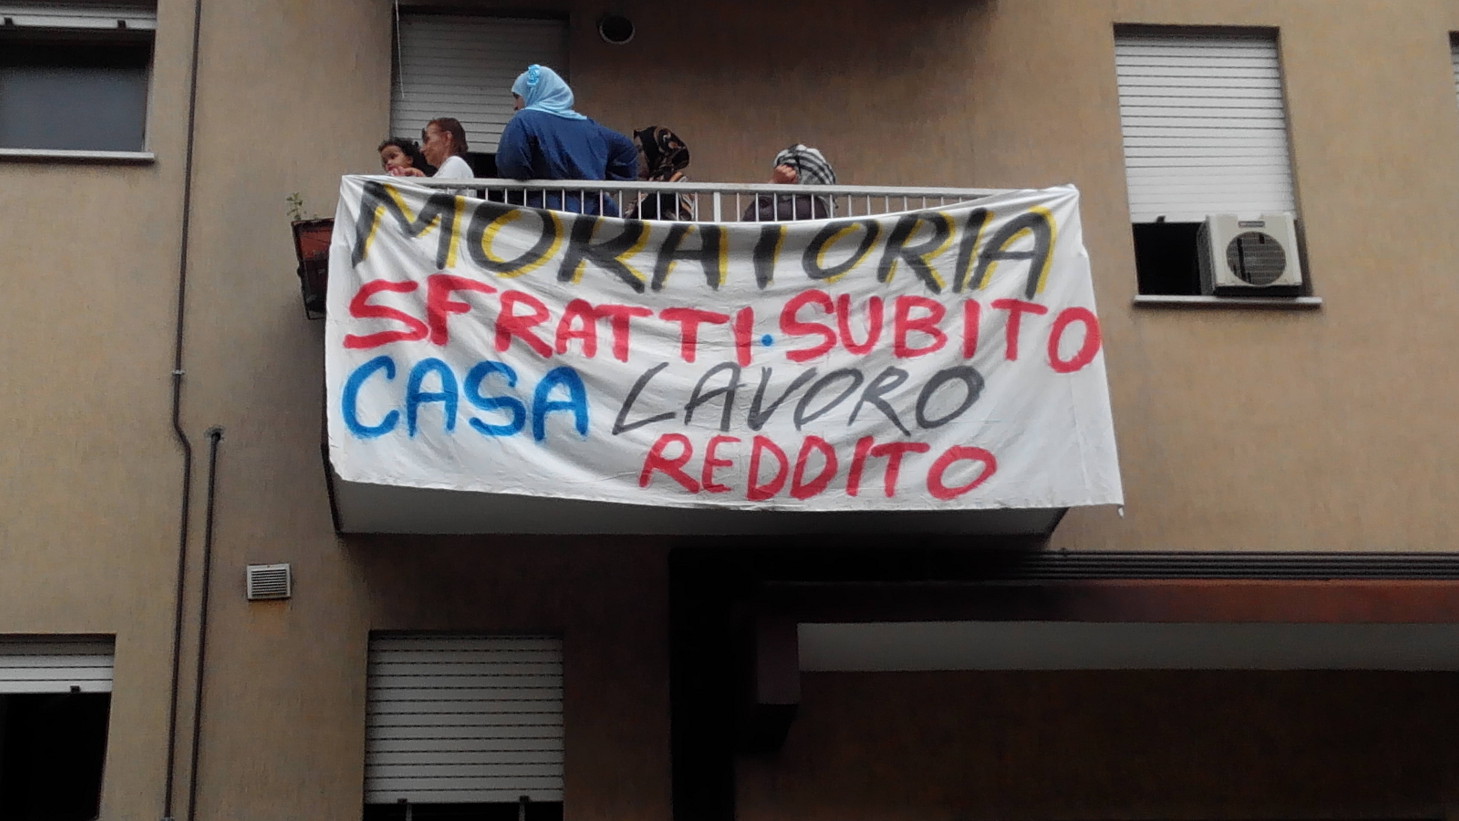 MORATORIA
SFRATTI·SUBITO
CASA LAVORO
REDDITO